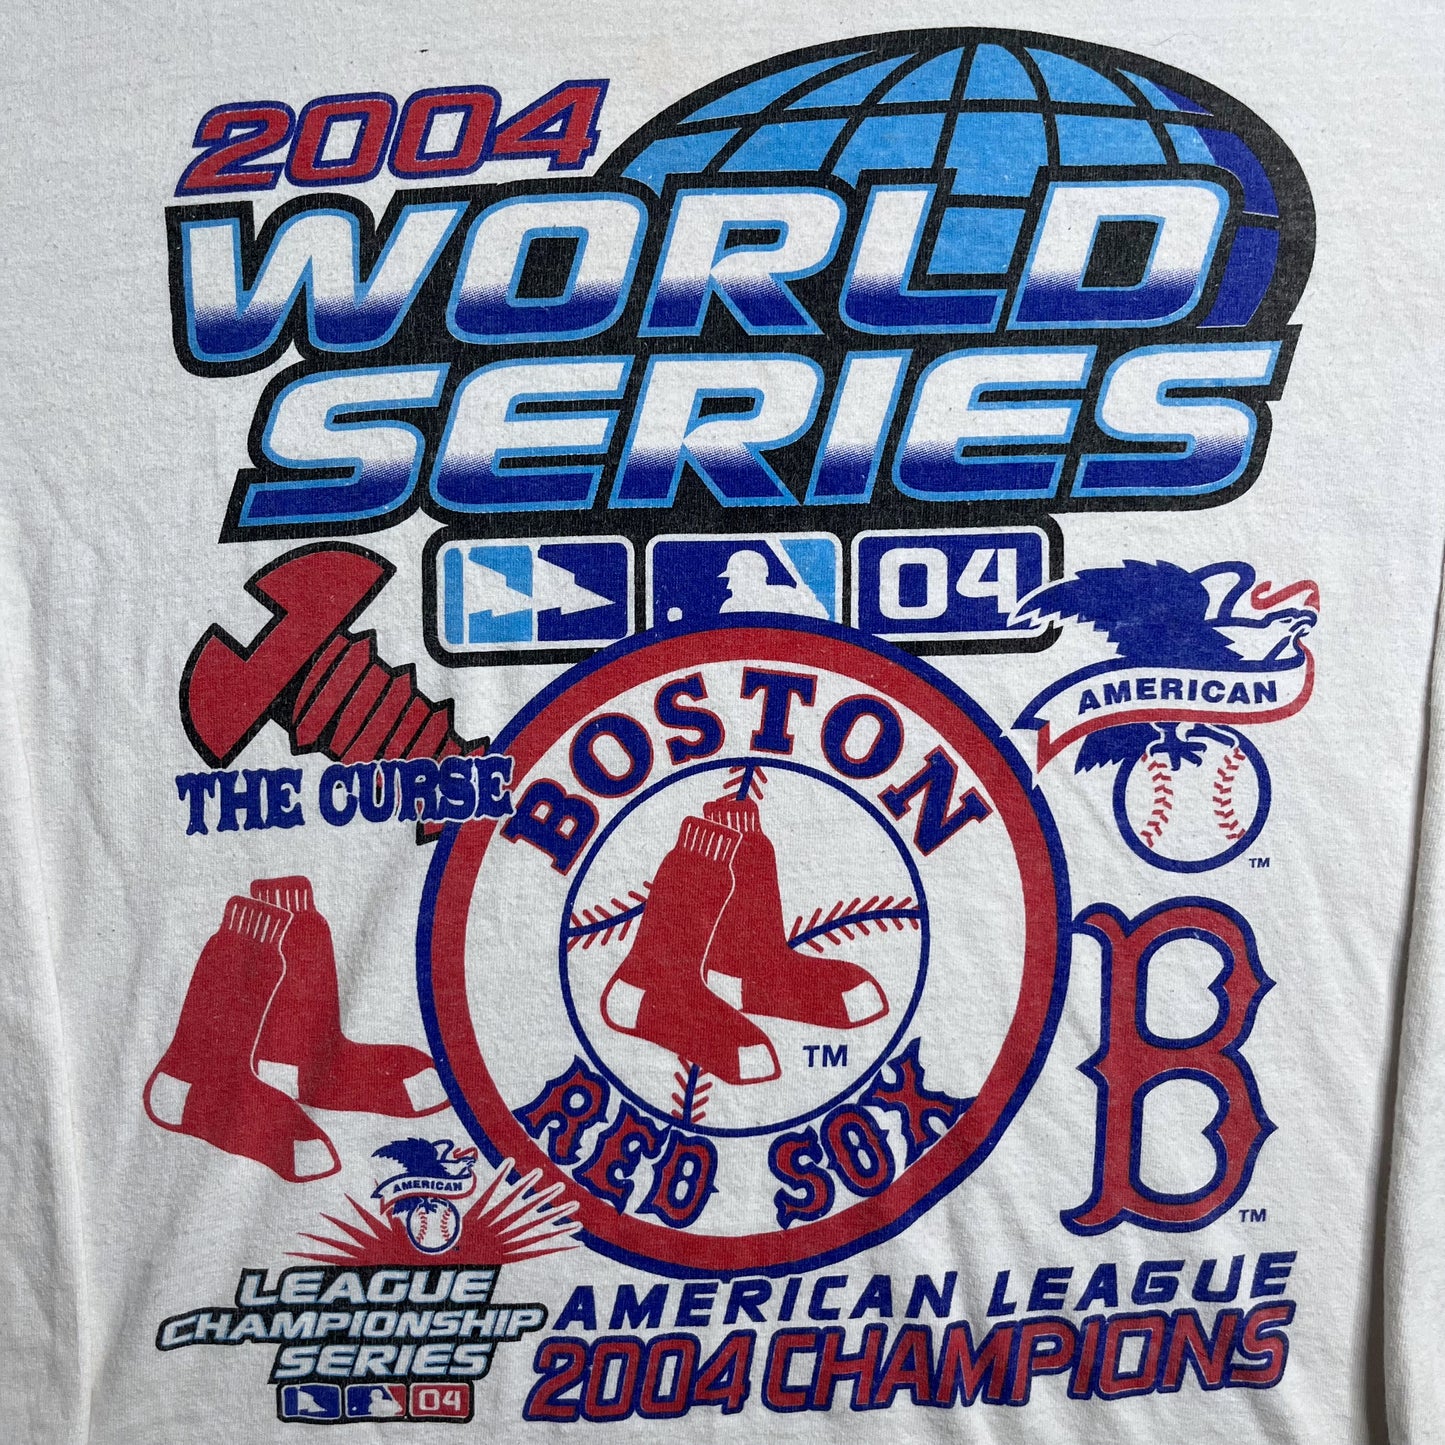 2004
WORLD
SERIES
04
THE CURSE
AMERICAN
TM
BOSTON
RED SOX
TM
B
TM
AMERICAN
LEAGUE
CHAMPIONSHIP
SERIES
04
AMERICAN LEAGUE
2004 CHAMPIONS